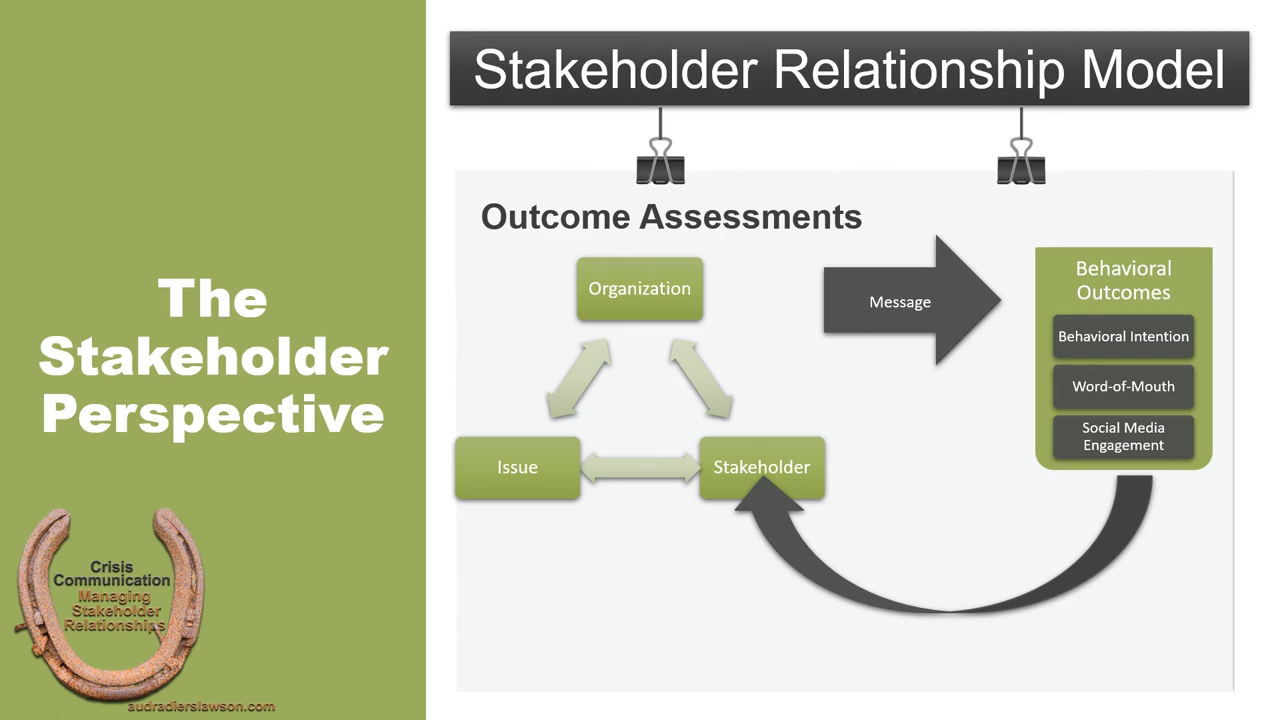 Stakeholder Relationship Model
The
Stakeholder
Perspective
Outcome Assessments
Organization
Issue
Stakeholder
Message
Behavioral
Outcomes
Behavioral Intention
Word-of-Mouth
Social Media
Engagement
Crisis
Communication
Managing
Stakeholder
Relationships
audradierslawson.com